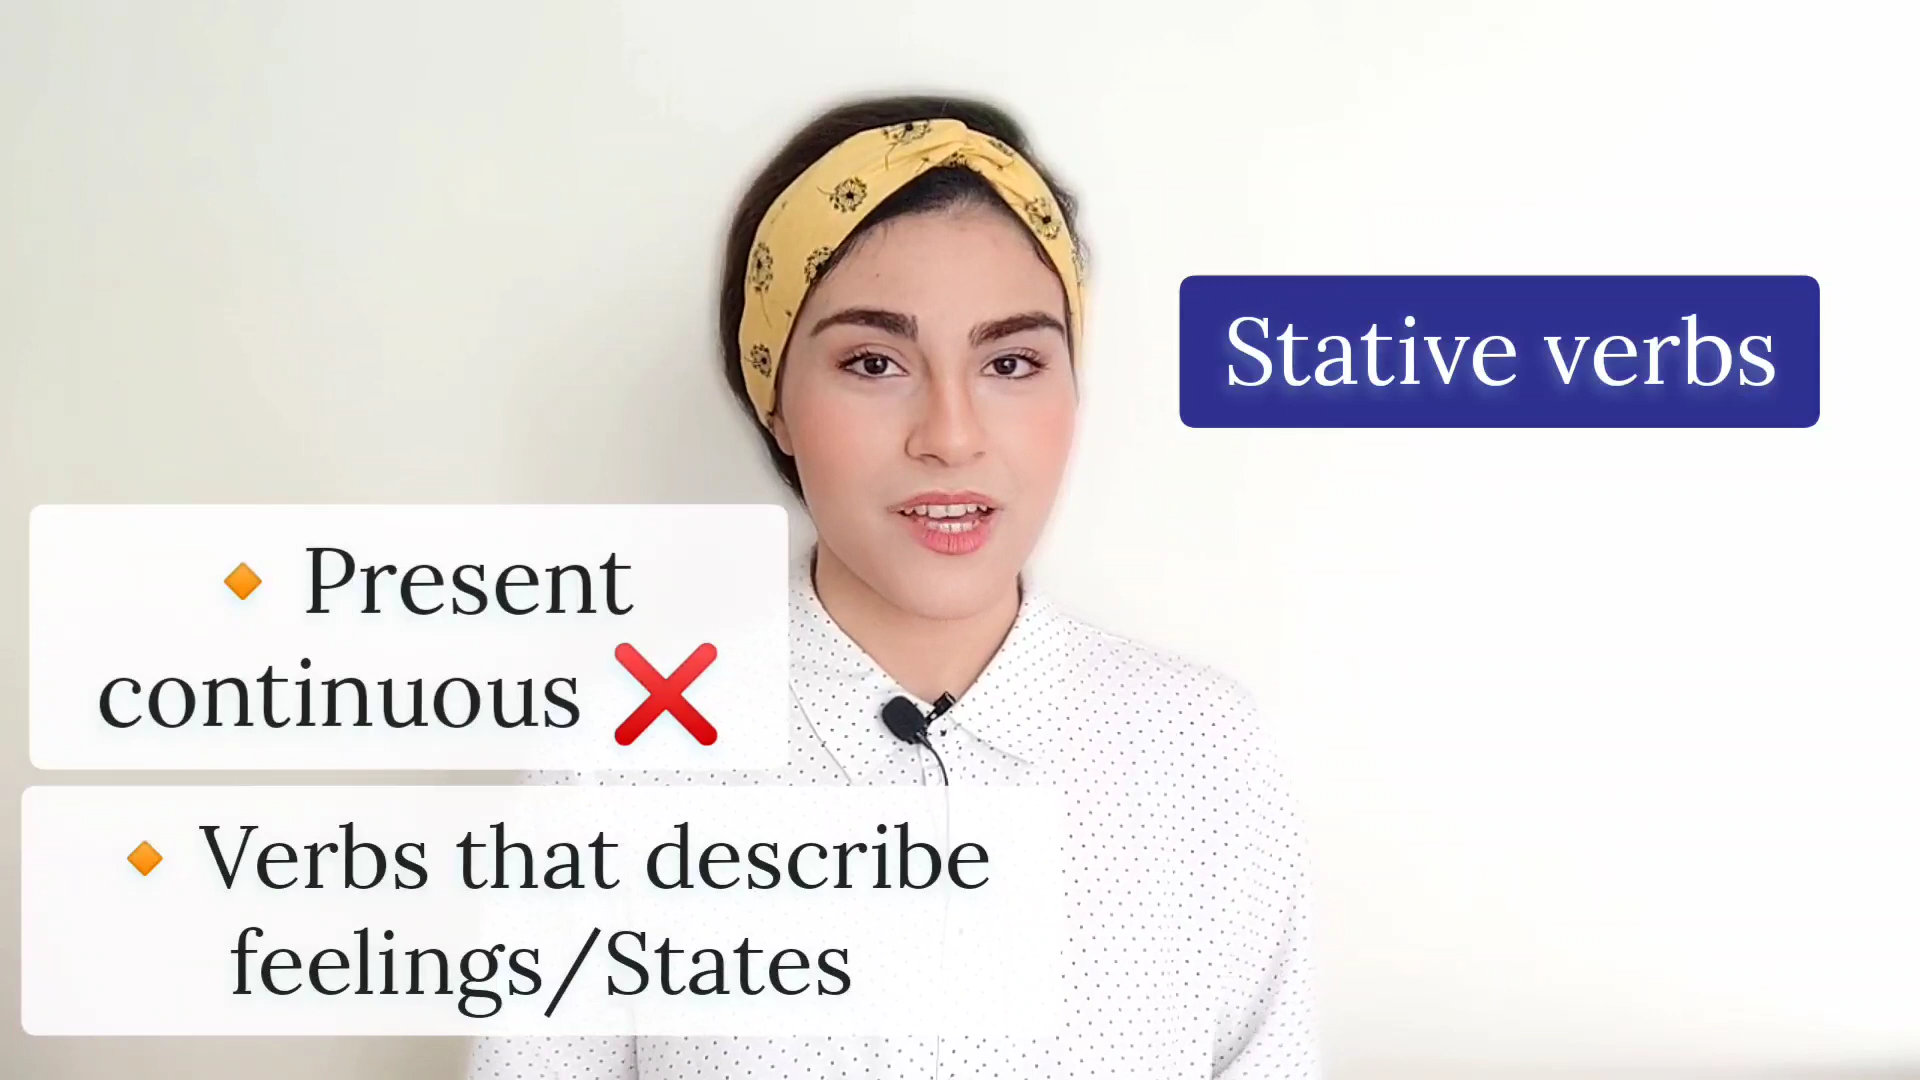 Stative verbs
🔸 Present
continuous ❌
🔸 Verbs that describe
feelings/States